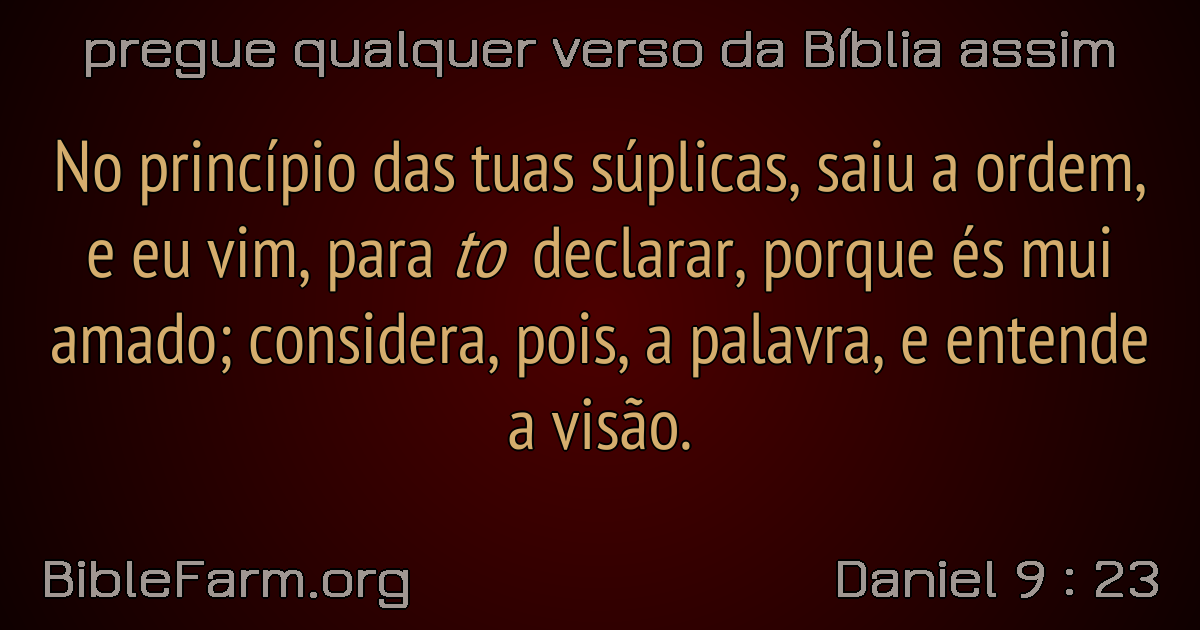 pregue qualquer verso da Bíblia assim
No princípio das tuas súplicas, saiu a ordem,
e eu vim, para to declarar, porque és mui
amado; considera, pois, a palavra, e entende
a visão.
BibleFarm.org
Daniel 9 : 23